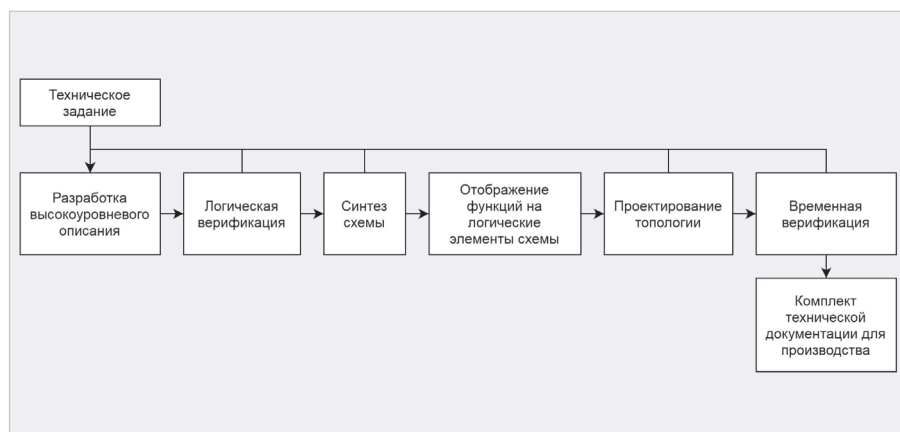 Техническое
задание
Разработка
высокоуровневого
описания
Логическая
верификация
Синтез
схемы
Отображение
функций на
логические
элементы схемы
Проектирование
топологии
Временная
верификация
Комплект
технической
документации для
производства